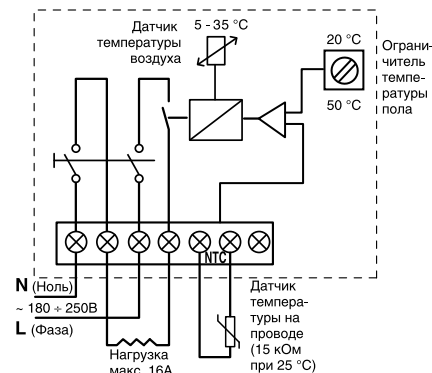 Датчик
температуры
воздуха
5 - 35 °C
20 °C
50 °C
Ограни-
читель
темпе-
ратуры
пола
NTC
N (Ноль)
~ 180 ÷ 250В
L (Фаза)
Нагрузка
макс. 16А
Датчик
темпера-
туры на
проводе
(15 кОм
при 25 °C)